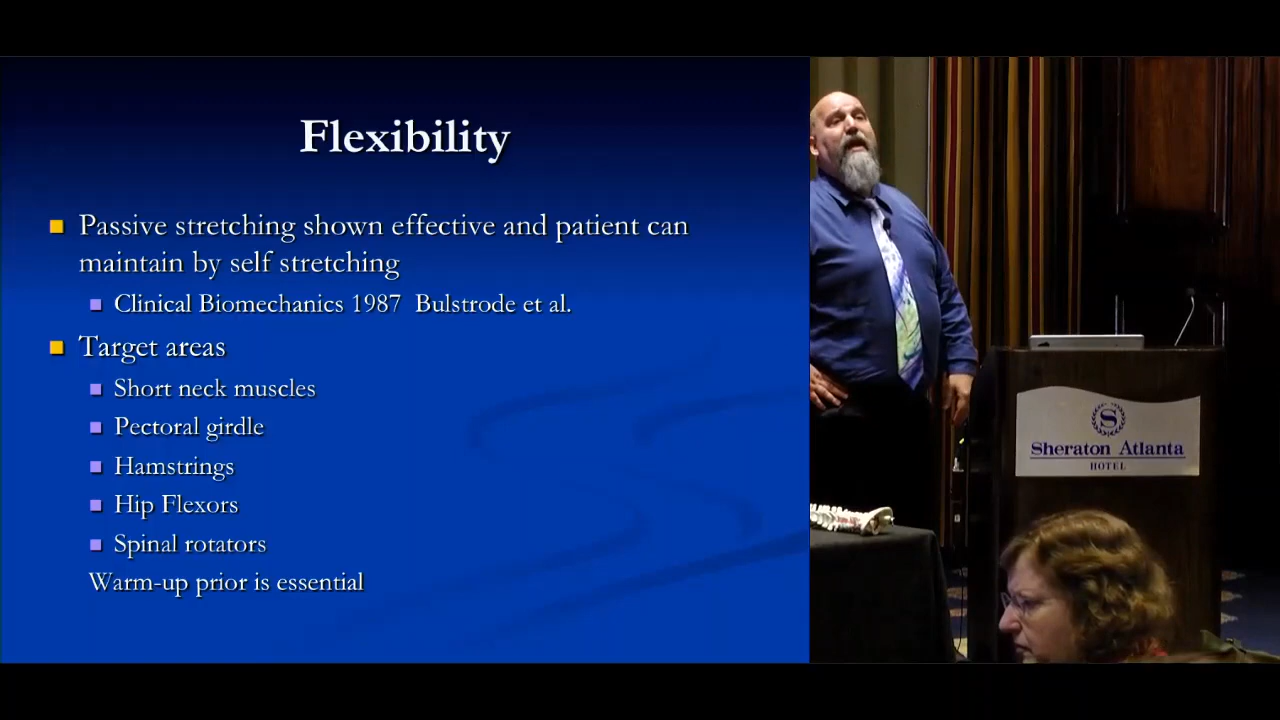 Flexibility
Passive stretching shown effective and patient can
maintain by self stretching
Clinical Biomechanics 1987  Bulstrode et al.
Target areas
Short neck muscles
Pectoral girdle
Hamstrings
Hip Flexors
Spinal rotators
Warm-up prior is essential
S
Sheraton Atlanta
HOTEL